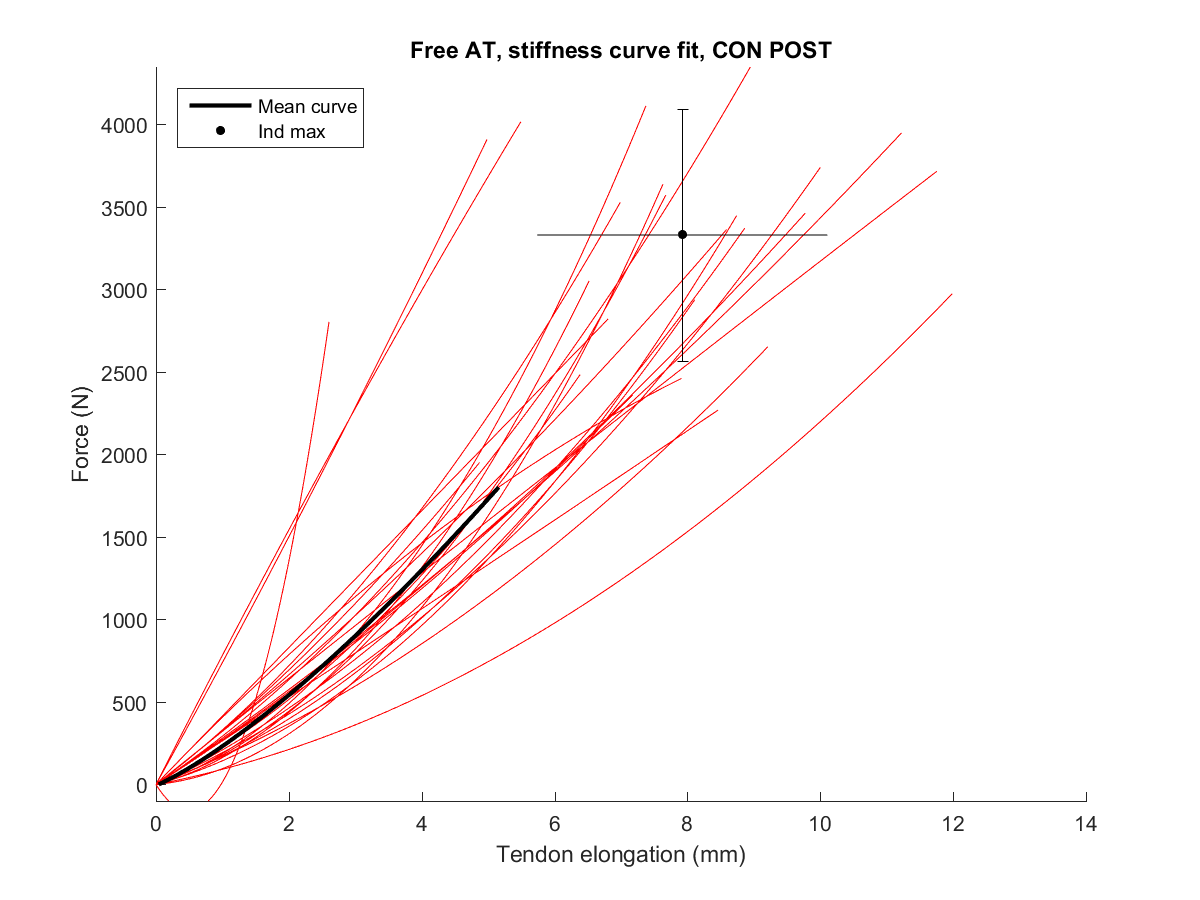 Free AT, stiffness curve fit, CON POST
Mean curve
Ind max
4000
3500
3000
2500
2000
1500
1000
500
0
Force (N)
0 2 4 6 8 10 12 14
Tendon elongation (mm)